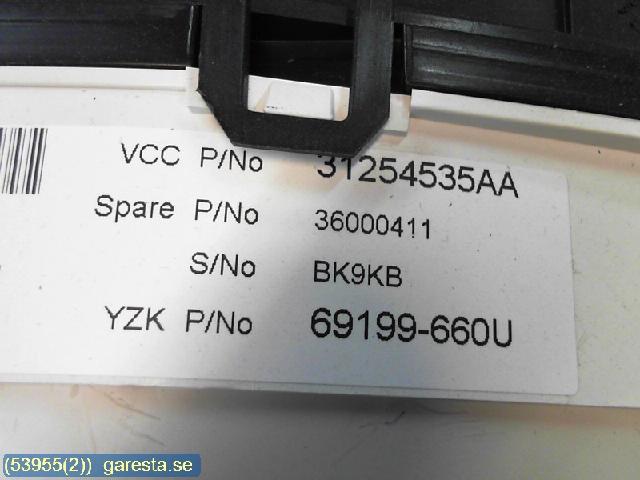 VCC P/No 31254535AA
Spare P/No 36000411
S/No BK9KB
YZK P/No 69199-660U
(53955(2)) garesta.se